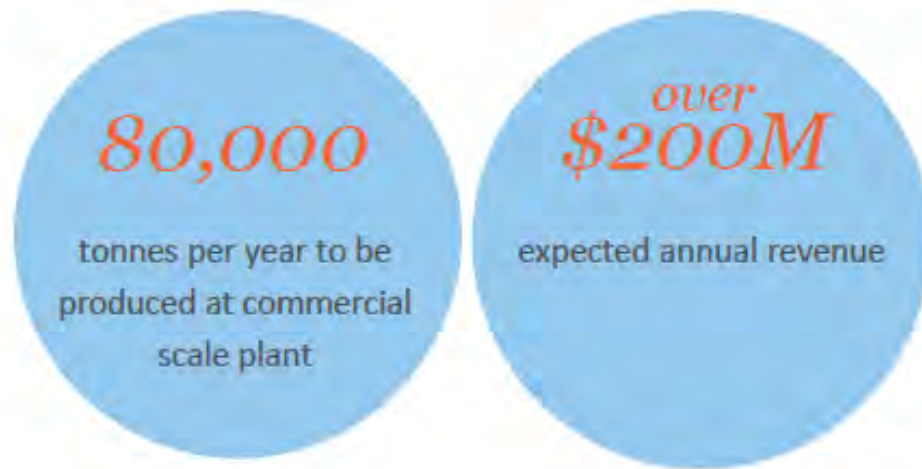 80,000
tonnes per year to be
produced at commercial
scale plant
over
$200M
expected annual revenue